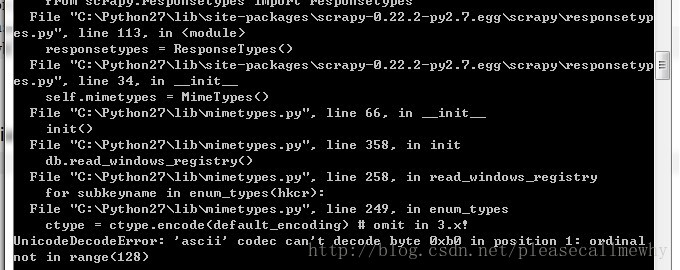 from scrapy.responsetypes import responsetypes
File "C:\Python27\lib\site-packages\scrapy-0.22.2-py2.7.egg\scrapy\responsetyp
es.py", line 113, in <module>
responsetypes = ResponseTypes()
File "C:\Python27\lib\site-packages\scrapy-0.22.2-py2.7.egg\scrapy\responsetyp
es.py", line 34, in __init__
self.mimetypes = MimeTypes()
File "C:\Python27\lib\mimetypes.py", line 66, in __init__
init()
File "C:\Python27\lib\mimetypes.py", line 358, in init
db.read_windows_registry()
File "C:\Python27\lib\mimetypes.py", line 258, in read_windows_registry
for subkeyname in enum_types(hkcr):
File "C:\Python27\lib\mimetypes.py", line 249, in enum_types
ctype = ctype.encode(default_encoding) # omit in 3.x!
UnicodeDecodeError: 'ascii' codec can't decode byte 0xb0 in position 1: ordinal
not in range(128)
http://blog.csdn.net/pleasecallmewhy